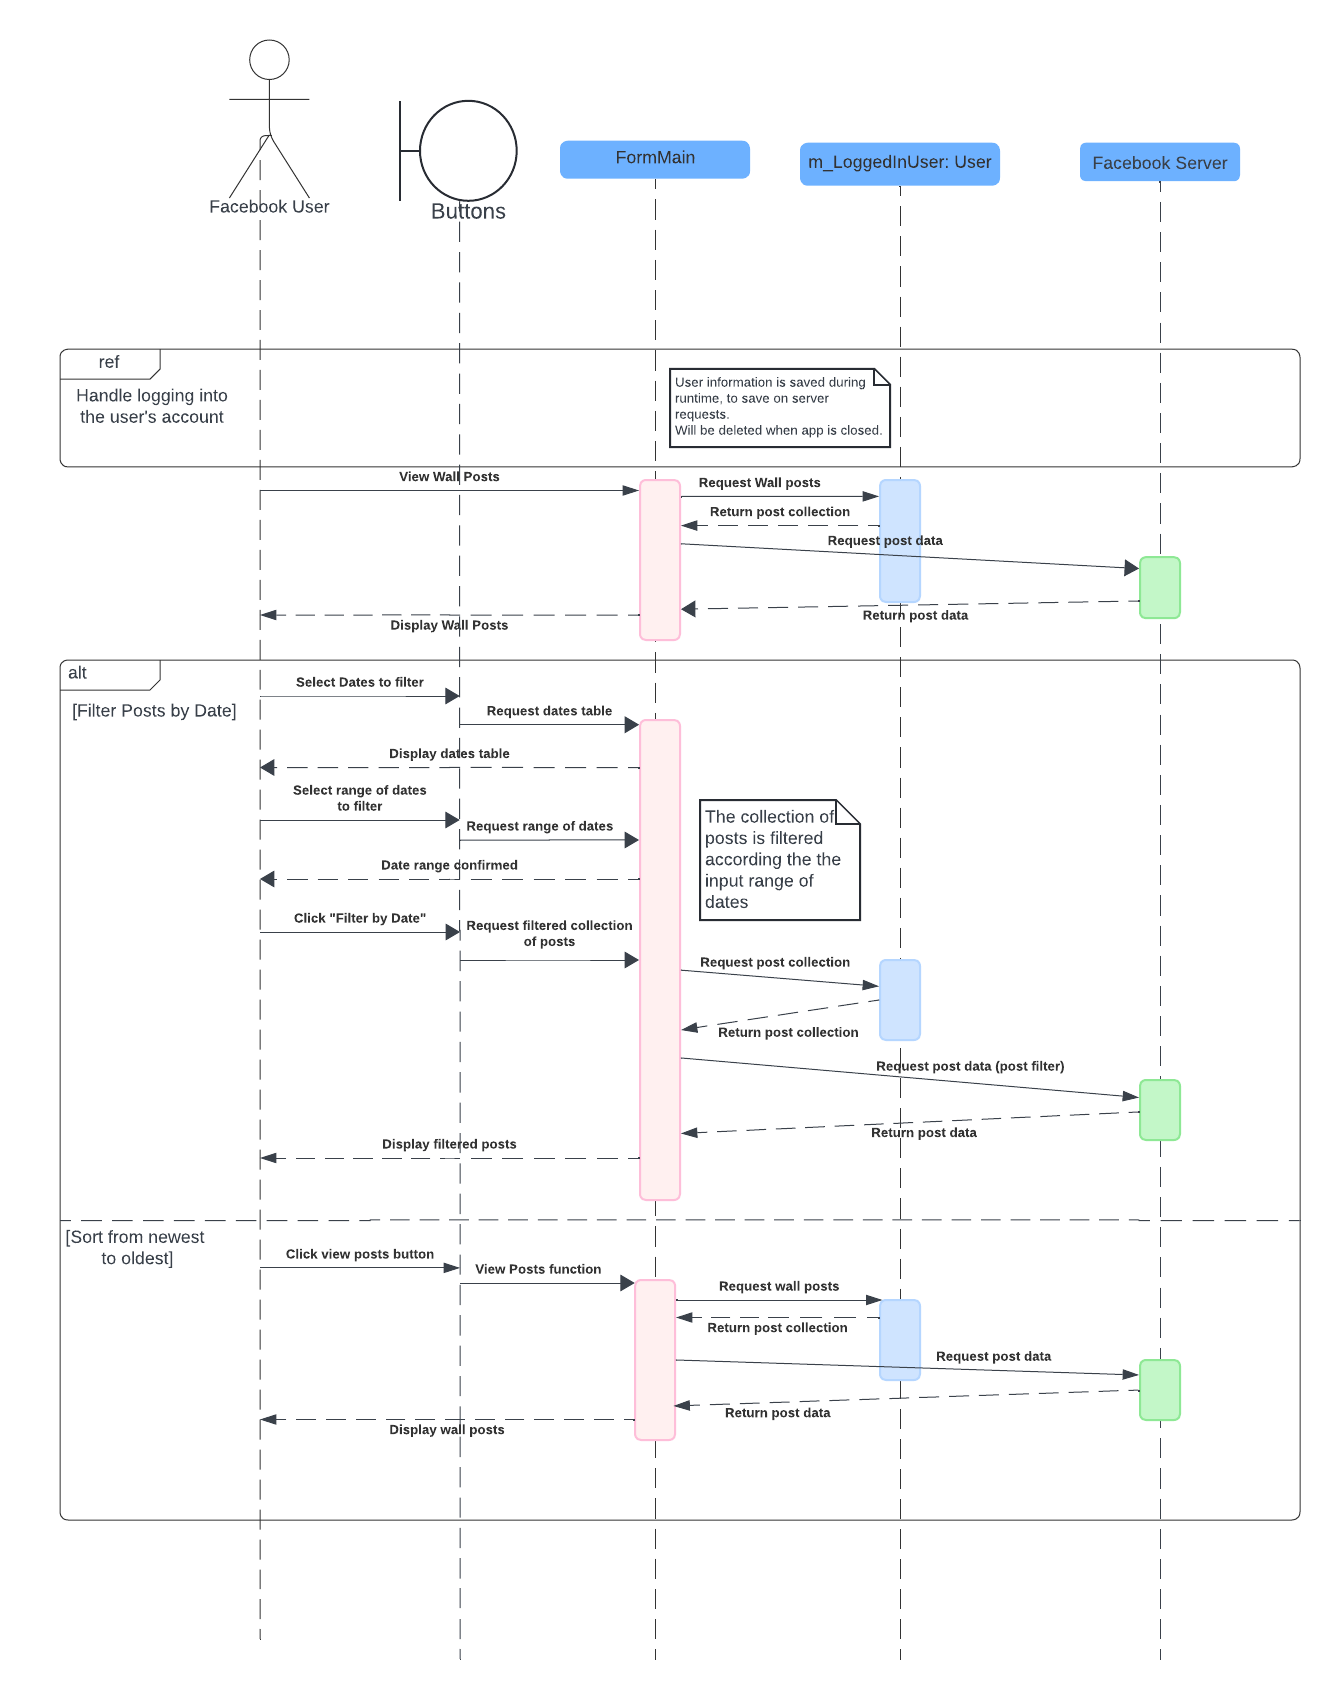 Facebook User
Buttons
FormMain
m_LoggedInUser: User
Facebook Server
ref
Handle logging into
the user's account
User information is saved during
runtime, to save on server
requests.
Will be deleted when app is closed.
View Wall Posts
Request Wall posts
Return post collection
Request post data
Return post data
Display Wall Posts
alt
[Filter Posts by Date]
Select Dates to filter
Request dates table
Display dates table
Select range of dates
to filter
Request range of dates
The collection of
posts is filtered
according the the
input range of
dates
Date range confirmed
Click "Filter by Date"
Request filtered collection
of posts
Request post collection
Return post collection
Request post data (post filter)
Return post data
Display filtered posts
[Sort from newest
to oldest]
Click view posts button
View Posts function
Request wall posts
Return post collection
Request post data
Return post data
Display wall posts